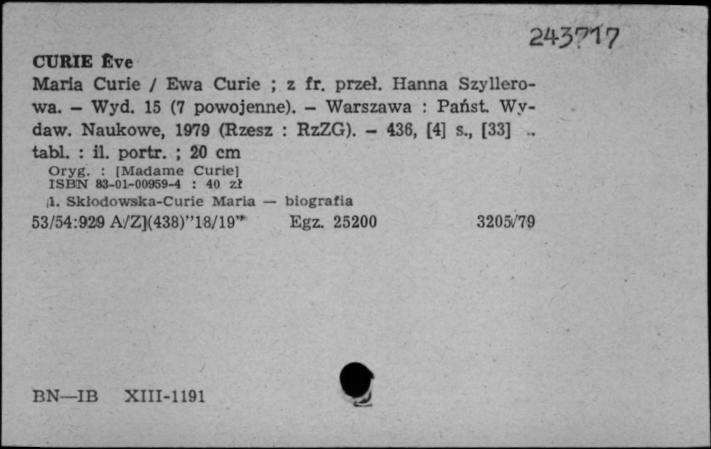 243717
CURIE Ève
Maria Curie / Ewa Curie ; z fr. przeł. Hanna Szyllero-
wa. — Wyd. 15 (7 powojenne). — Warszawa : Państ. Wy-
daw. Naukowe, 1979 (Rzesz : RzZG). — 436, [4] s., [33]
tabl. : il. portr. ; 20 cm
Oryg. : [Madame Curie]
ISBN 83-01-00959-4 : 40 zł
1. Skłodowska-Curie Maria — biografia
53/54:929 A/Z](438)"18/19" Egz. 25200 3205/79
BN—IB XIII-1191